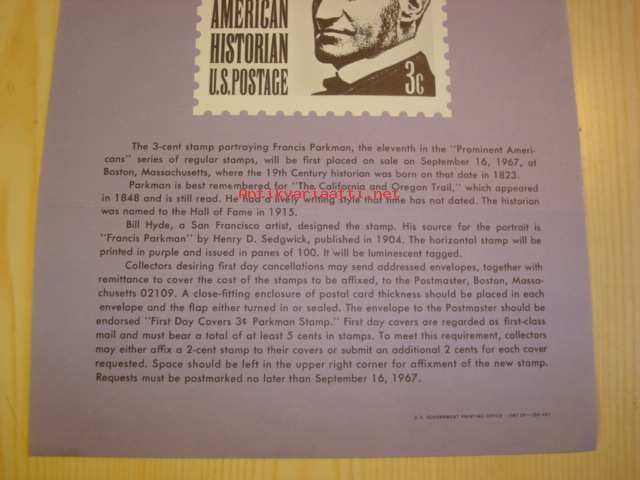 AMERICAN
HISTORIAN
U.S. POSTAGE
3c
The 3-cent stamp portraying Francis Parkman, the eleventh in the "Prominent Ameri-
cans" series of regular stamps, will be first placed on sale on September 16, 1967, at
Boston, Massachusetts, where the 19th Century historian was born on that date in 1823.
Parkman is best remembered for "The California and Oregon Trail," which appeared
Antikvariaatti.net
in 1848 and is still read. He had a lively writing style that time has not dated. The historian
was named to the Hall of Fame in 1915.
Bill Hyde, a San Francisco artist, designed the stamp. His source for the portrait is
"Francis Parkman" by Henry D. Sedgwick, published in 1904. The horizontal stamp will be
printed in purple and issued in panes of 100. It will be luminescent tagged.
Collectors desiring first day cancellations may send addressed envelopes, together with
remittance to cover the cost of the stamps to be affixed, to the Postmaster, Boston, Massa-
chusetts 02109. A close-fitting enclosure of postal card thickness should be placed in each
envelope and the flap either turned in or sealed. The envelope to the Postmaster should be
endorsed "First Day Covers 3¢ Parkman Stamp." First day covers are regarded as first-class
mail and must bear a total of at least 5 cents in stamps. To meet this requirement, collectors
may either affix a 2-cent stamp to their covers or submit an additional 2 cents for each cover
requested. Space should be left in the upper right corner for affixment of the new stamp.
Requests must be postmarked no later than September 16, 1967.
U.S. GOVERNMENT PRINTING OFFICE